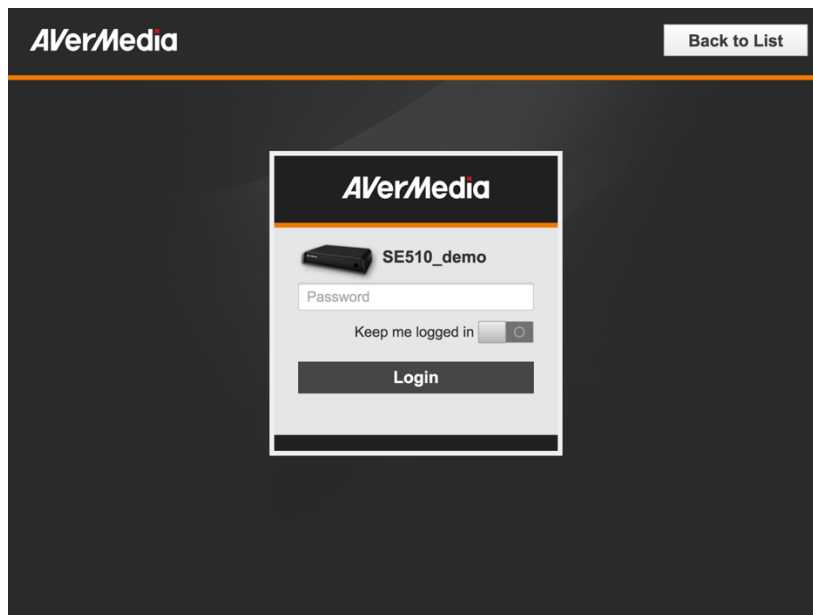 AVerMedia
Back to List
AVerMedia
SE510_demo
Password
Keep me logged in
Login